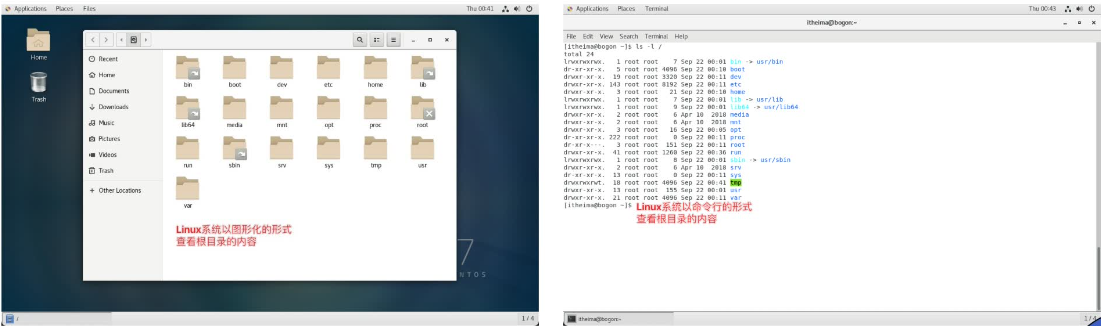 Applications Places Files
Thu 00:41
Home
Trash
Recent
Home
Documents
Downloads
Music
Pictures
Videos
Trash
Other Locations
bin boot dev etc home lib
lib64 media mnt opt proc root
run sbin srv sys tmp usr
var
Linux系统以图形化的形式
查看根目录的内容
7
ENTOS
/
1 / 4
Applications Places Terminal
Thu 00:43
itheima@bogon:~
File Edit View Search Terminal Help
[itheima@bogon ~]$ ls -l /
total 24
lrwxrwxrwx. 1 root root 7 Sep 22 00:01 bin -> usr/bin
dr-xr-xr-x. 5 root root 4096 Sep 22 00:10 boot
drwxr-xr-x. 19 root root 3320 Sep 22 00:11 dev
drwxr-xr-x. 143 root root 8192 Sep 22 00:11 etc
drwxr-xr-x. 3 root root 21 Sep 22 00:10 home
lrwxrwxrwx. 1 root root 7 Sep 22 00:01 lib -> usr/lib
lrwxrwxrwx. 1 root root 9 Sep 22 00:01 lib64 -> usr/lib64
drwxr-xr-x. 2 root root 6 Apr 10 2018 media
drwxr-xr-x. 2 root root 6 Apr 10 2018 mnt
drwxr-xr-x. 3 root root 16 Sep 22 00:05 opt
dr-xr-xr-x. 222 root root 0 Sep 22 00:11 proc
dr-xr-x---. 3 root root 151 Sep 22 00:11 root
drwxr-xr-x. 41 root root 1260 Sep 22 00:36 run
lrwxrwxrwx. 1 root root 8 Sep 22 00:01 sbin -> usr/sbin
drwxr-xr-x. 2 root root 6 Apr 10 2018 srv
dr-xr-xr-x. 13 root root 0 Sep 22 00:11 sys
drwxrwxrwt. 18 root root 4096 Sep 22 00:41 tmp
drwxr-xr-x. 13 root root 155 Sep 22 00:01 usr
drwxr-xr-x. 21 root root 4096 Sep 22 00:11 var
[itheima@bogon ~]$
Linux系统以命令行的形式
查看根目录的内容
itheima@bogon:~
1 / 4